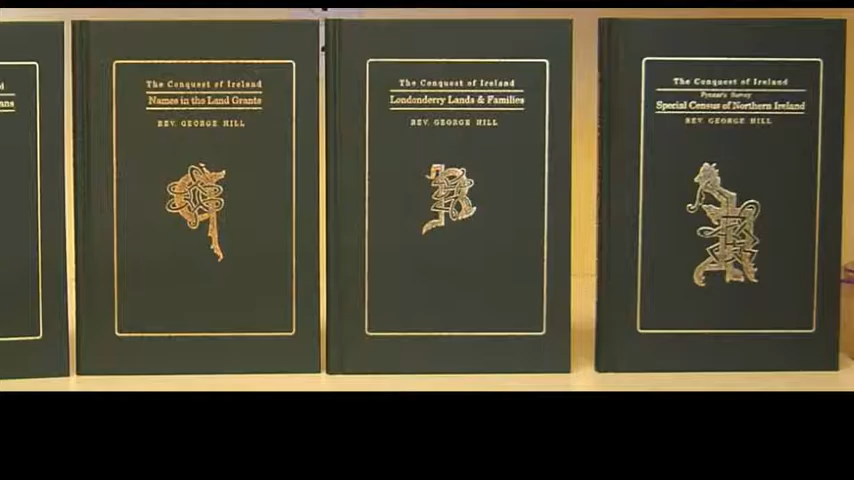 The Conquest of Ireland
Names in the Land Grants
REV. GEORGE HILL
The Conquest of Ireland
Londonderry Lands & Families
REV. GEORGE HILL
The Conquest of Ireland
Pynnar's Survey
Special Census of Northern Ireland
REV. GEORGE HILL